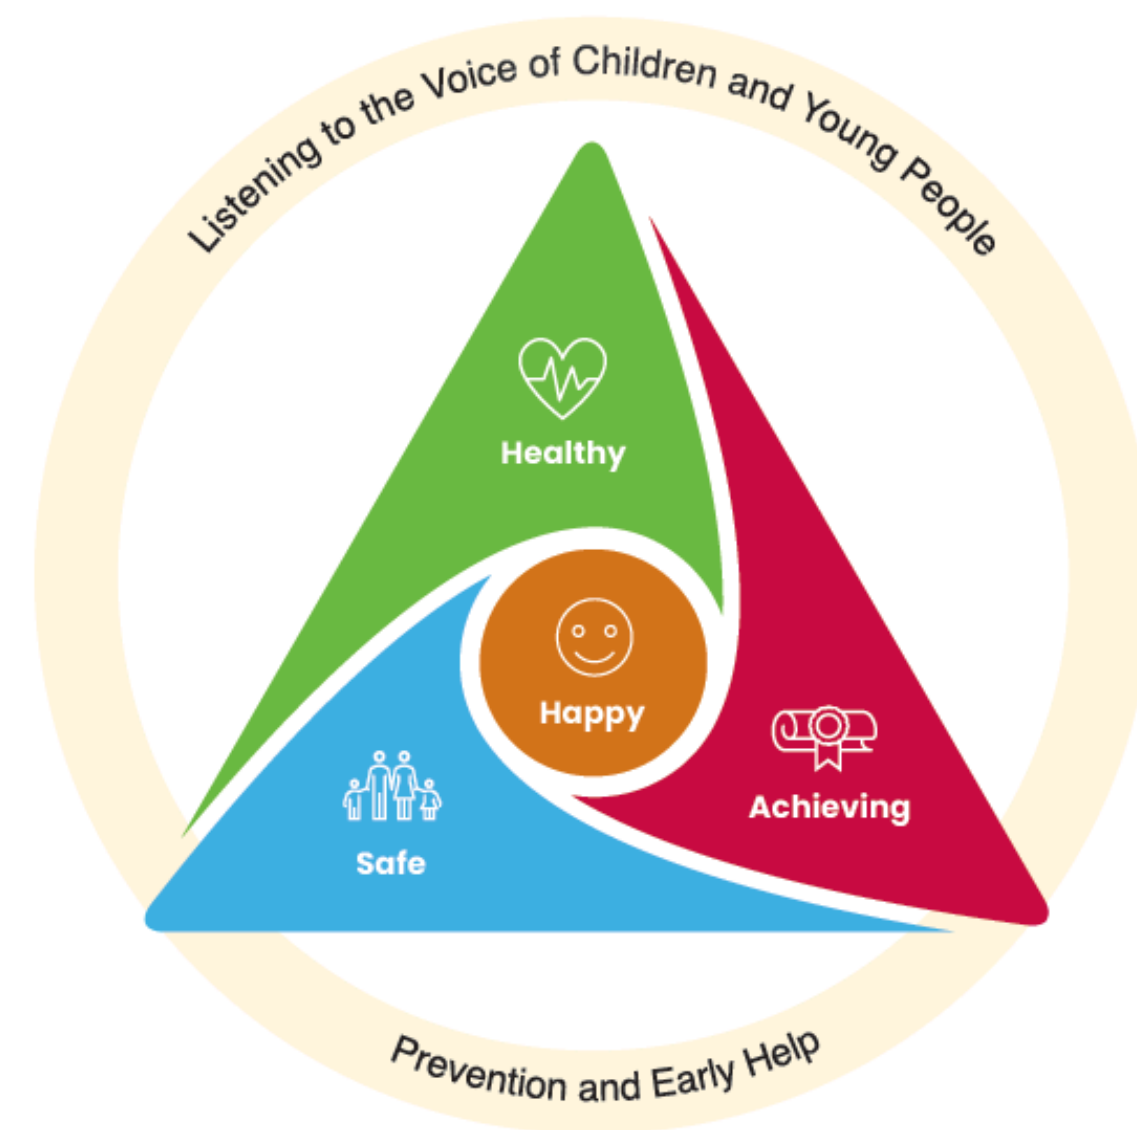 Listening to the Voice of Children and Young People
Healthy
Happy
Achieving
Safe
Prevention and Early Help